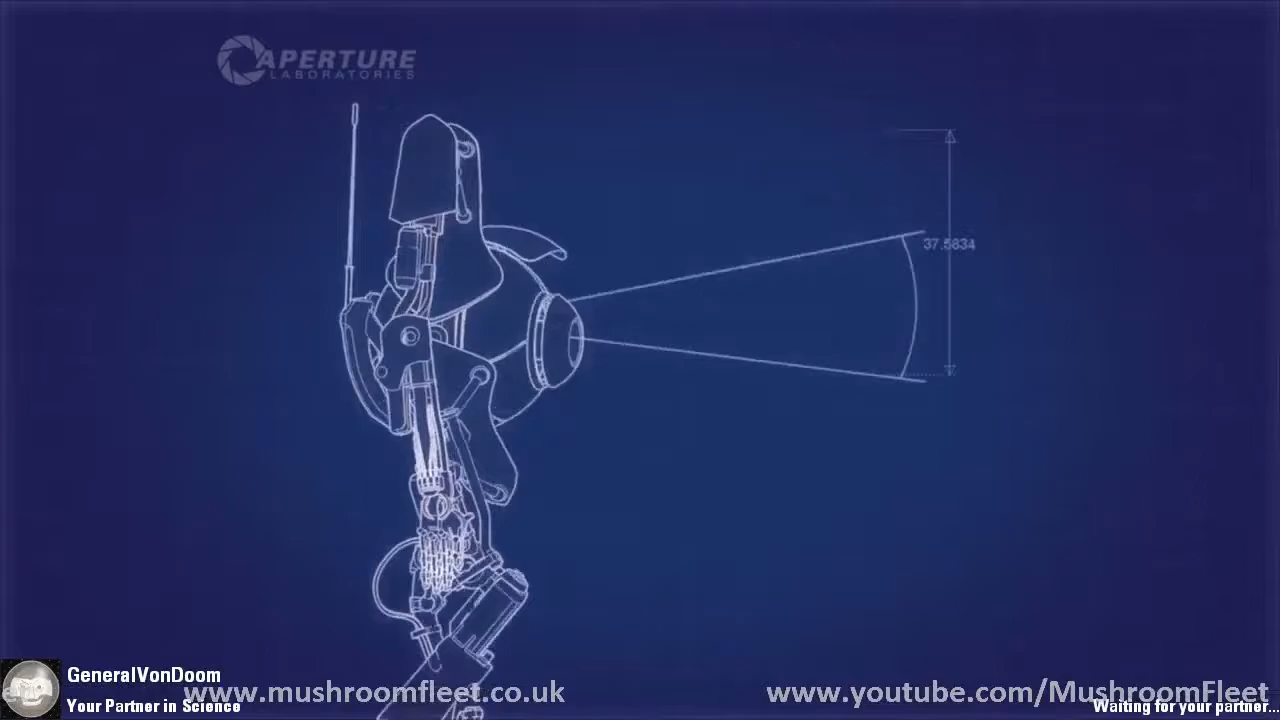 APERTURE
LABORATORIES
37.5834
GeneralVonDoom
www.mushroomfleet.co.uk
www.youtube.com/MushroomFleet
Your Partner in Science
Waiting for your partner...